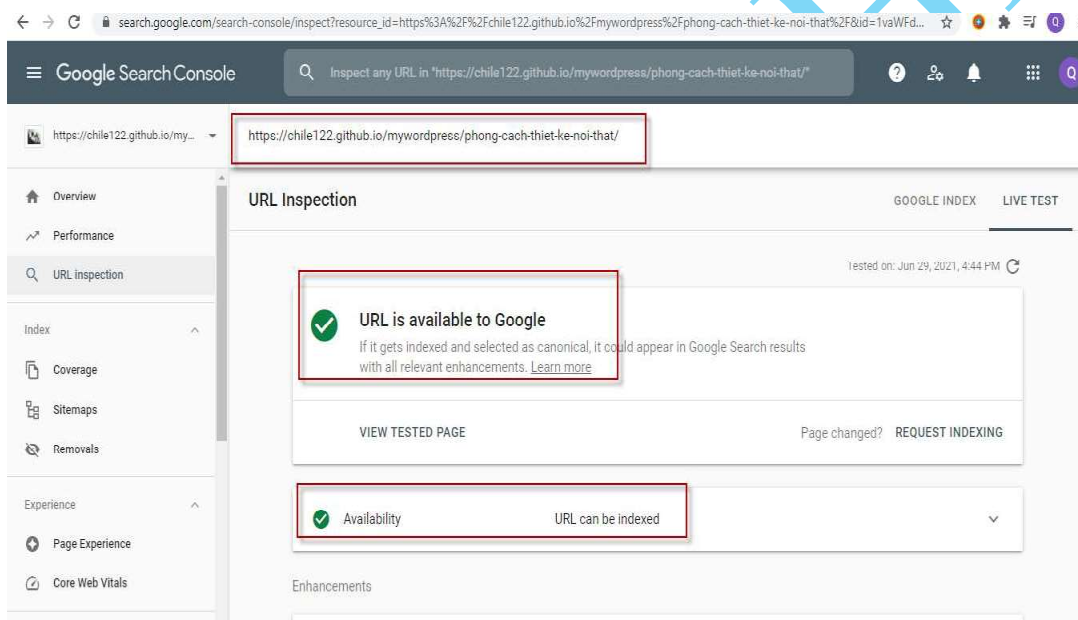 search.google.com/search-console/inspect?resource_id=https%3A%2F%2Fchile122.github.io%2Fmywordpress%2Fphong-cach-thiet-ke-noi-that%2F&id=1vaWFd...
Q
Google Search Console
Inspect any URL in "https://chile122.github.io/mywordpress/phong-cach-thiet-ke-noi-that/"
Q
https://chile122.github.io/my...
https://chile122.github.io/mywordpress/phong-cach-thiet-ke-noi-that/
Overview
Performance
URL inspection
Index
Coverage
Sitemaps
Removals
Experience
Page Experience
Core Web Vitals
URL Inspection
GOOGLE INDEX
LIVE TEST
Tested on: Jun 29, 2021, 4:44 PM
URL is available to Google
If it gets indexed and selected as canonical, it could appear in Google Search results
with all relevant enhancements. Learn more
VIEW TESTED PAGE
Page changed? REQUEST INDEXING
Availability
URL can be indexed
Enhancements